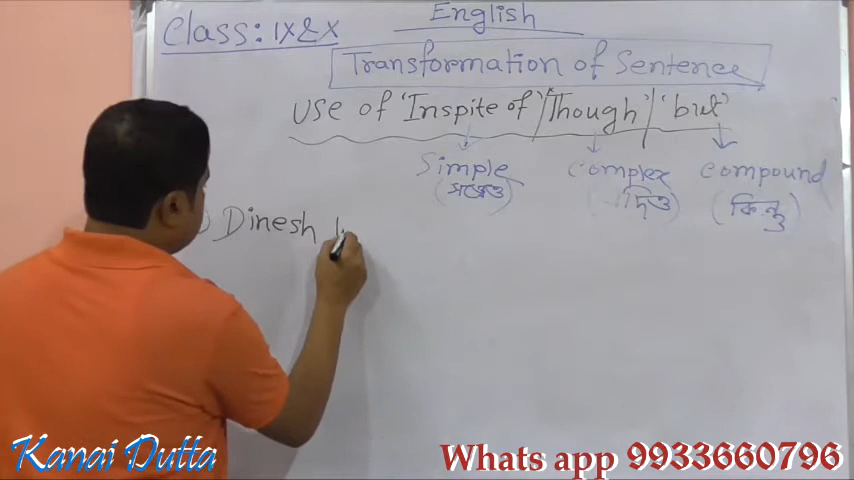 English
Class: IX & X
Transformation of Sentence
Use of 'Inspite of' / 'Though' / 'but'
Simple Complex Compound
(সত্ত্বেও) (যদিও) (কিন্তু)
Dinesh
Kanai Dutta
Whats app 9933660796